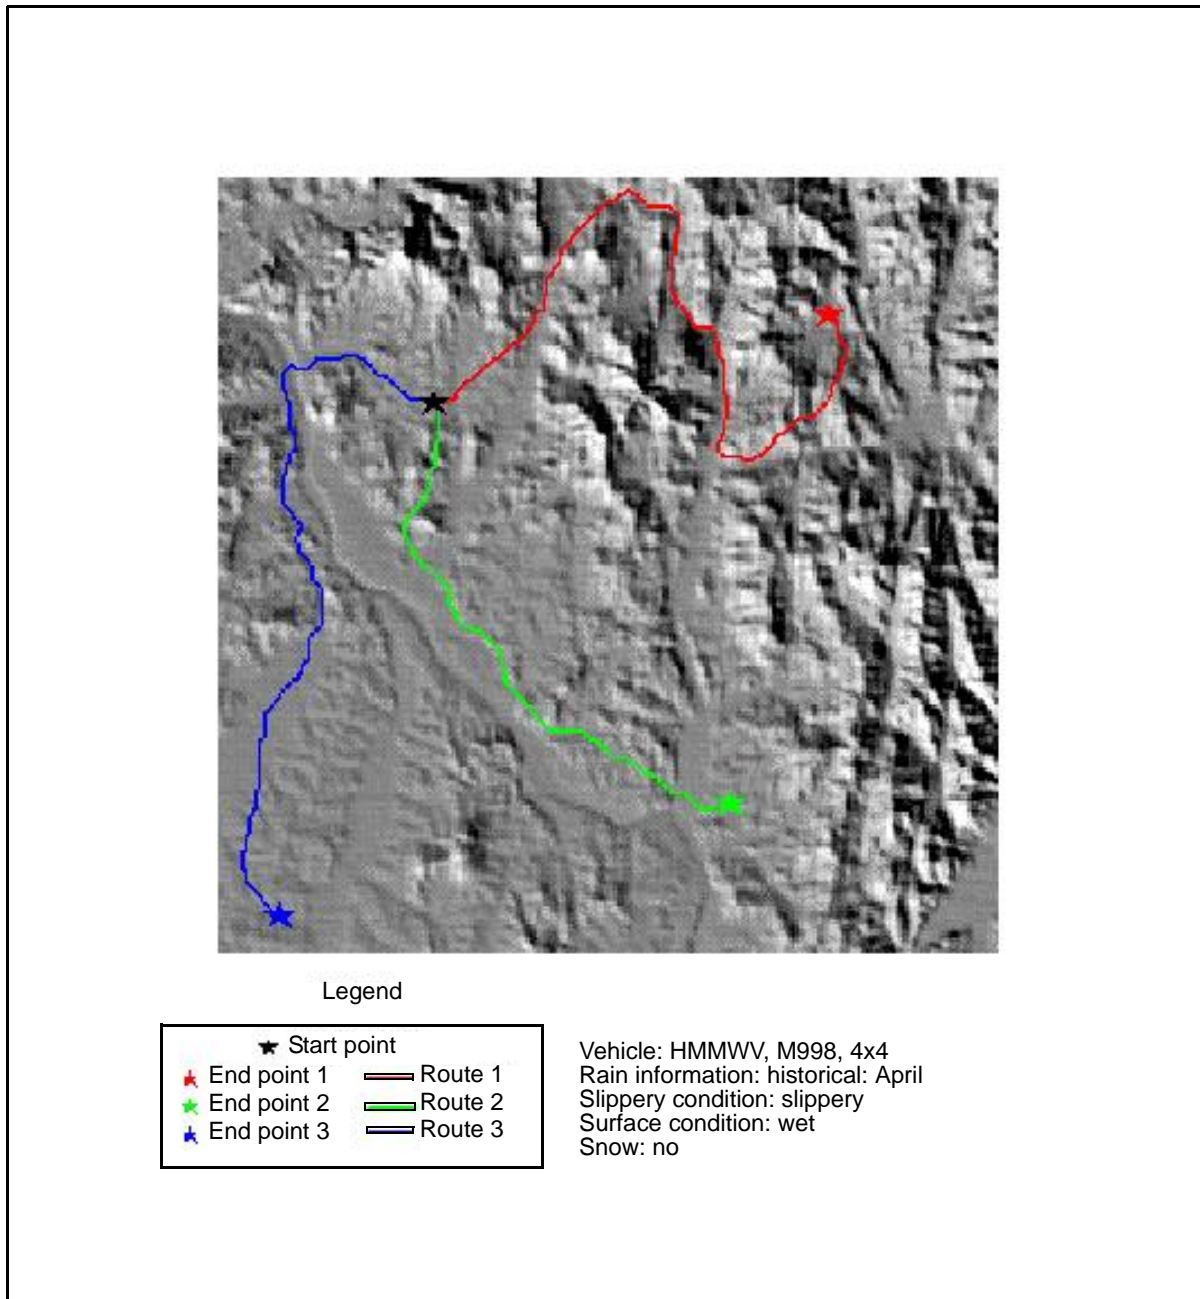 Legend
Start point
End point 1 Route 1
End point 2 Route 2
End point 3 Route 3
Vehicle: HMMWV, M998, 4x4
Rain information: historical: April
Slippery condition: slippery
Surface condition: wet
Snow: no